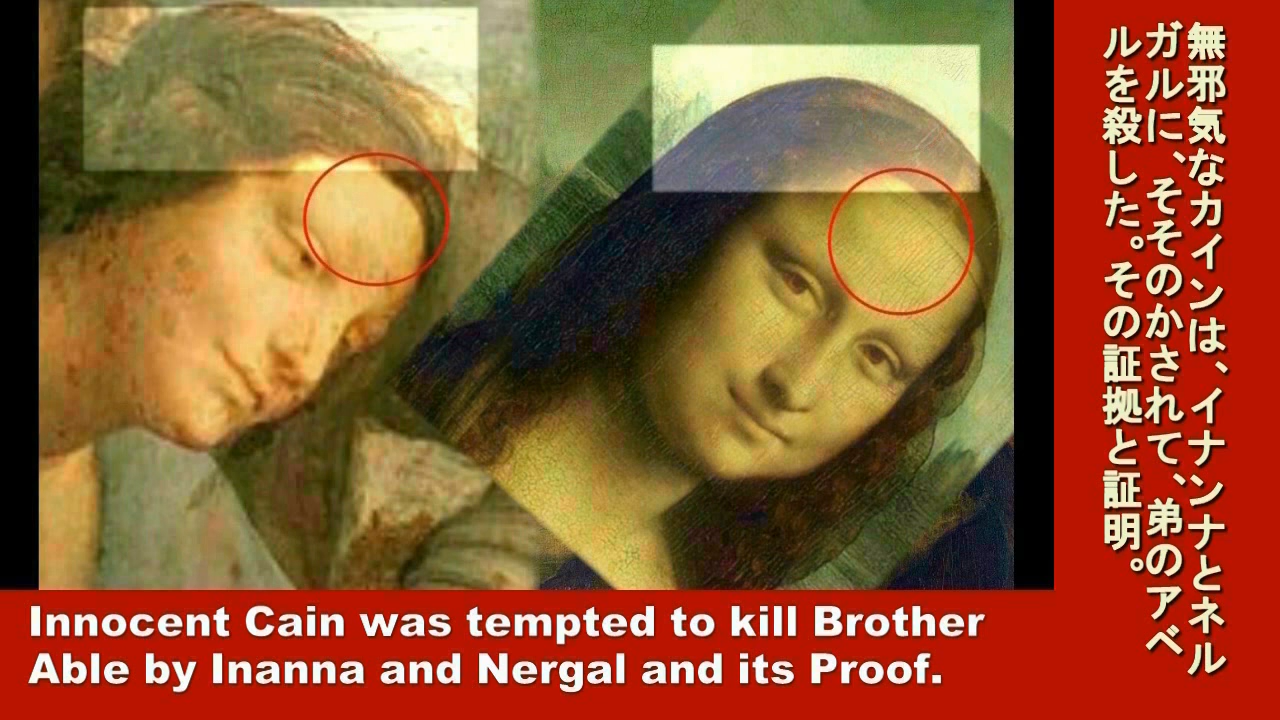 無邪気なカインは、イナンナとネル
ガルに、そそのかされて、弟のアベ
ルを殺した。その証拠と証明。
Innocent Cain was tempted to kill Brother
Able by Inanna and Nergal and its Proof.